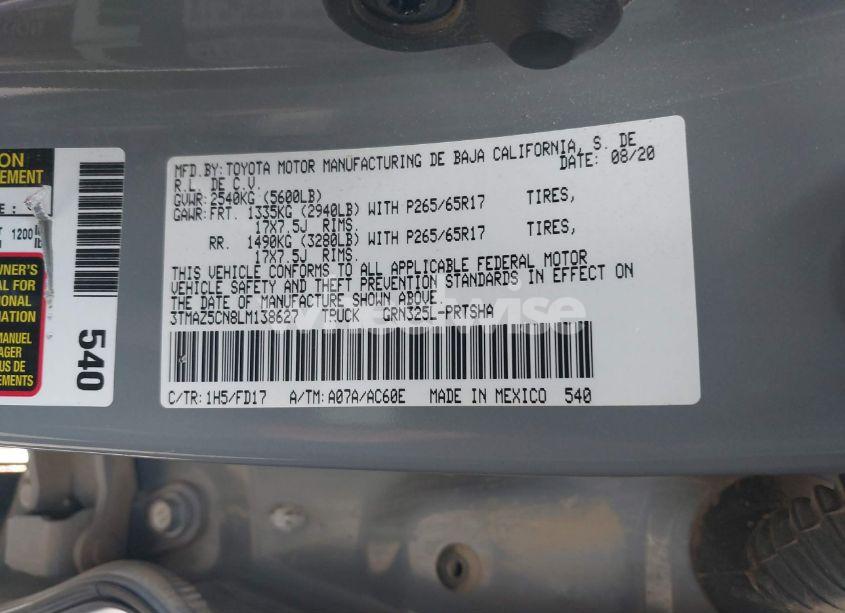 MFD.BY: TOYOTA MOTOR MANUFACTURING DE BAJA CALIFORNIA, S. DE
R.L. DE C.V. DATE: 08/20
GVWR: 2540KG (5600LB)
GAWR: FRT. 1335KG (2940LB) WITH P265/65R17 TIRES,
17X7.5J RIMS.
RR. 1490KG (3280LB) WITH P265/65R17 TIRES,
17X7.5J RIMS.
THIS VEHICLE CONFORMS TO ALL APPLICABLE FEDERAL MOTOR
VEHICLE SAFETY AND THEFT PREVENTION STANDARDS IN EFFECT ON
THE DATE OF MANUFACTURE SHOWN ABOVE.
3TMAZ5CN8LM138627 TRUCK GRN325L-PRTSHA
C/TR: 1H5/FD17 A/TM: A07A/AC60E MADE IN MEXICO 540
1200
540
MANUEL